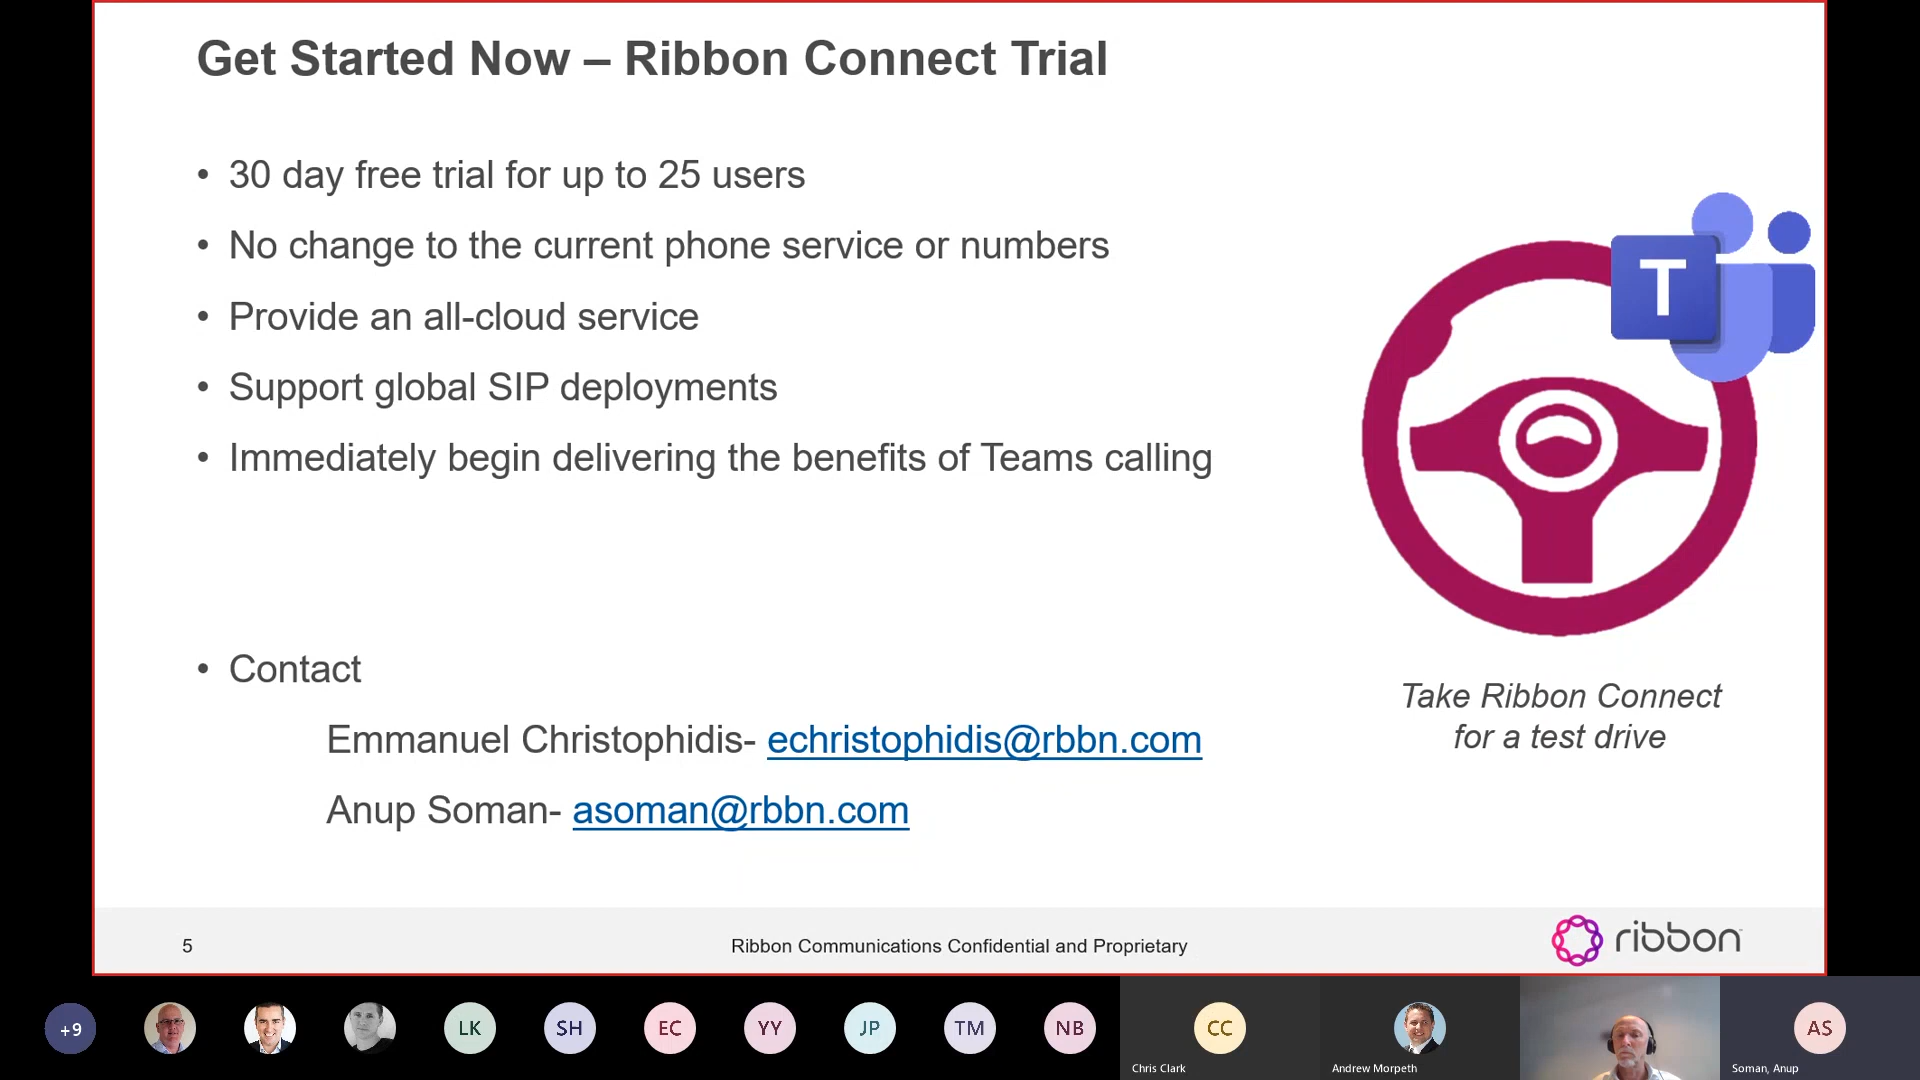 Get Started Now – Ribbon Connect Trial
• 30 day free trial for up to 25 users
• No change to the current phone service or numbers
• Provide an all-cloud service
• Support global SIP deployments
• Immediately begin delivering the benefits of Teams calling
T
• Contact
Emmanuel Christophidis- echristophidis@rbbn.com
Anup Soman- asoman@rbbn.com
Take Ribbon Connect
for a test drive
5
Ribbon Communications Confidential and Proprietary
ribbon
+9
LK
SH
EC
YY
JP
TM
NB
CC
AS
Chris Clark
Andrew Morpeth
Soman, Anup